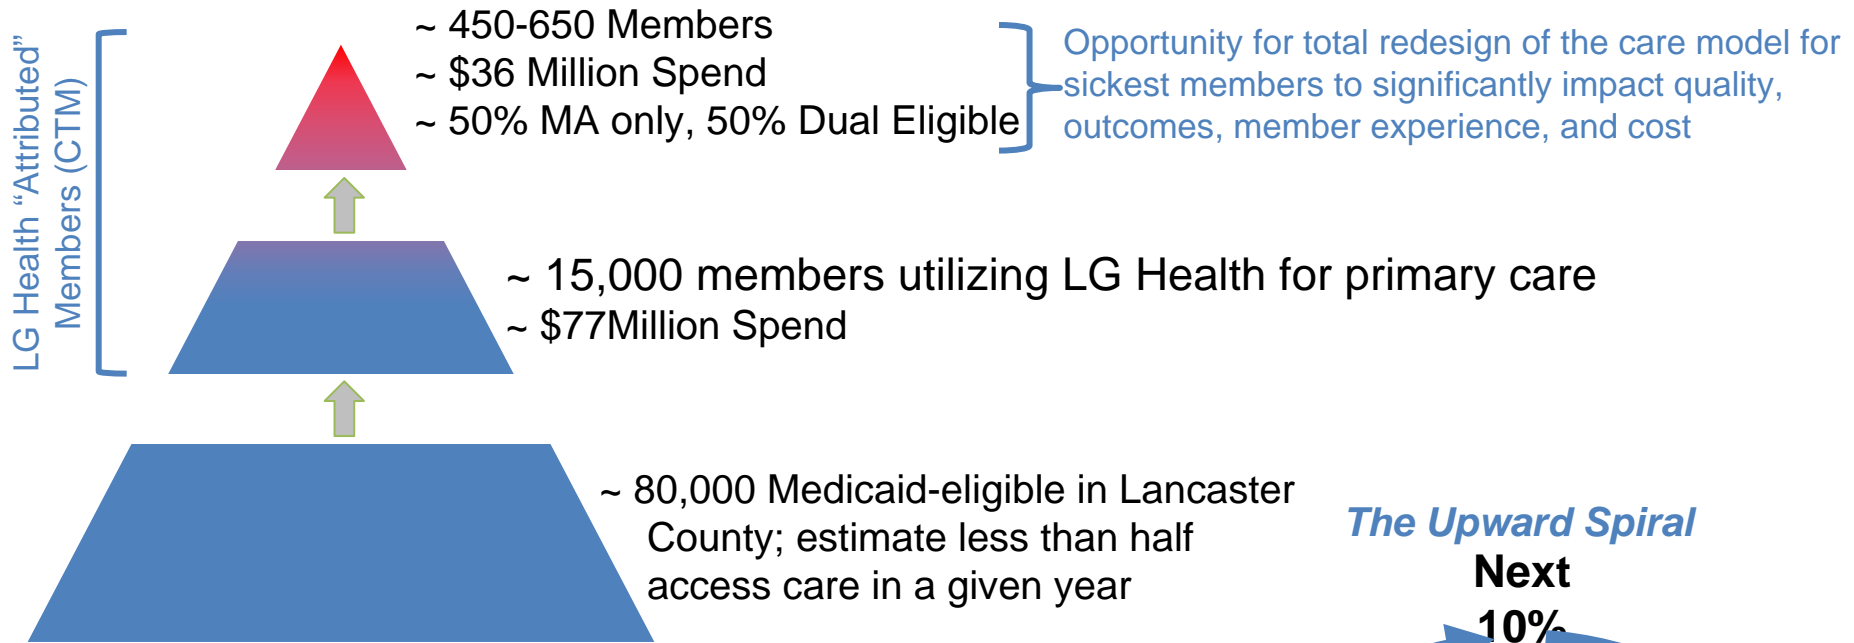 LG Health “Attributed”
Members (CTM)
~ 450-650 Members
~ $36 Million Spend
~ 50% MA only, 50% Dual Eligible
Opportunity for total redesign of the care model for
sickest members to significantly impact quality,
outcomes, member experience, and cost
~ 15,000 members utilizing LG Health for primary care
~ $77Million Spend
~ 80,000 Medicaid-eligible in Lancaster
County; estimate less than half
access care in a given year
The Upward Spiral
Next
10%